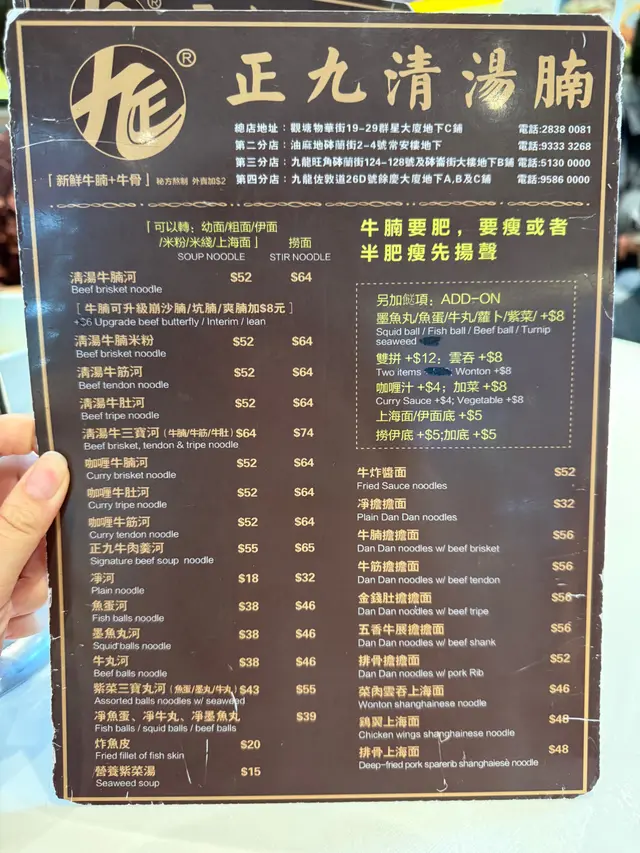 九正 ®
正九清湯腩
總店地址：觀塘物華街19-29群星大廈地下C鋪 電話:2838 0081
第二分店：油麻地砵蘭街2-4號常安樓地下 電話:9333 3268
第三分店：九龍旺角砵蘭街124-128號及砵崙街大樓地下B鋪 電話:5130 0000
第四分店：九龍佐敦道26D號餘慶大廈地下A,B及C鋪 電話:9586 0000
[ 新鮮牛腩+牛骨 ] 秘方熬制 外賣加$2
[ 可以轉：幼面/粗面/伊面
/米粉/米綫/上海面 ] 撈面
SOUP NOODLE STIR NOODLE
清湯牛腩河 $52 $64
Beef brisket noodle
[ 牛腩可升級崩沙腩/坑腩/爽腩加$8元 ]
Upgrade beef butterfly / Interim / lean
清湯牛腩米粉 $52 $64
Beef brisket noodle
清湯牛筋河 $52 $64
Beef tendon noodle
清湯牛肚河 $52 $64
Beef tripe noodle
清湯牛三寶河 (牛腩/牛筋/牛肚) $64 $74
Beef brisket, tendon & tripe noodle
咖喱牛腩河 $52 $64
Curry brisket noodle
咖喱牛肚河 $52 $64
Curry tripe noodle
咖喱牛筋河 $52 $64
Curry tendon noodle
正九牛肉羹河 $55 $65
Signature beef soup noodle
凈河 $18 $32
Plain noodle
魚蛋河 $38 $46
Fish balls noodle
墨魚丸河 $38 $46
Squid balls noodle
牛丸河 $38 $46
Beef balls noodle
紫菜三寶丸河 (魚蛋/墨丸/牛丸) $43 $55
Assorted balls noodles w/ seaweed
凈魚蛋、凈牛丸、凈墨魚丸 $39
Fish balls / squid balls / beef balls
炸魚皮 $20
Fried fillet of fish skin
營養紫菜湯 $15
Seaweed soup
牛腩要肥，要瘦或者
半肥瘦先揚聲
另加餸項：ADD-ON
墨魚丸/魚蛋/牛丸/蘿卜/紫菜/ +$8
Squid ball / Fish ball / Beef ball / Turnip
seaweed
雙拼 +$12；雲吞 +$8
Two items Wonton +$8
咖喱汁 +$4；加菜 +$8
Curry Sauce +$4; Vegetable +$8
上海面/伊面底 +$5
撈伊底 +$5;加底 +$5
牛炸醬面 $52
Fried Sauce noodles
凈擔擔面 $32
Plain Dan Dan noodles
牛腩擔擔面 $56
Dan Dan noodles w/ beef brisket
牛筋擔擔面 $56
Dan Dan noodles w/ beef tendon
金錢肚擔擔面 $56
Dan Dan noodles w/ beef tripe
五香牛展擔擔面 $56
Dan Dan noodles w/ beef shank
排骨擔擔面 $52
Dan Dan noodles w/ pork Rib
菜肉雲吞上海面 $46
Wonton shanghainese noodle
鷄翼上海面 $48
Chicken wings shanghainese noodle
排骨上海面 $48
Deep-fried pork sparerib shanghaiese noodle